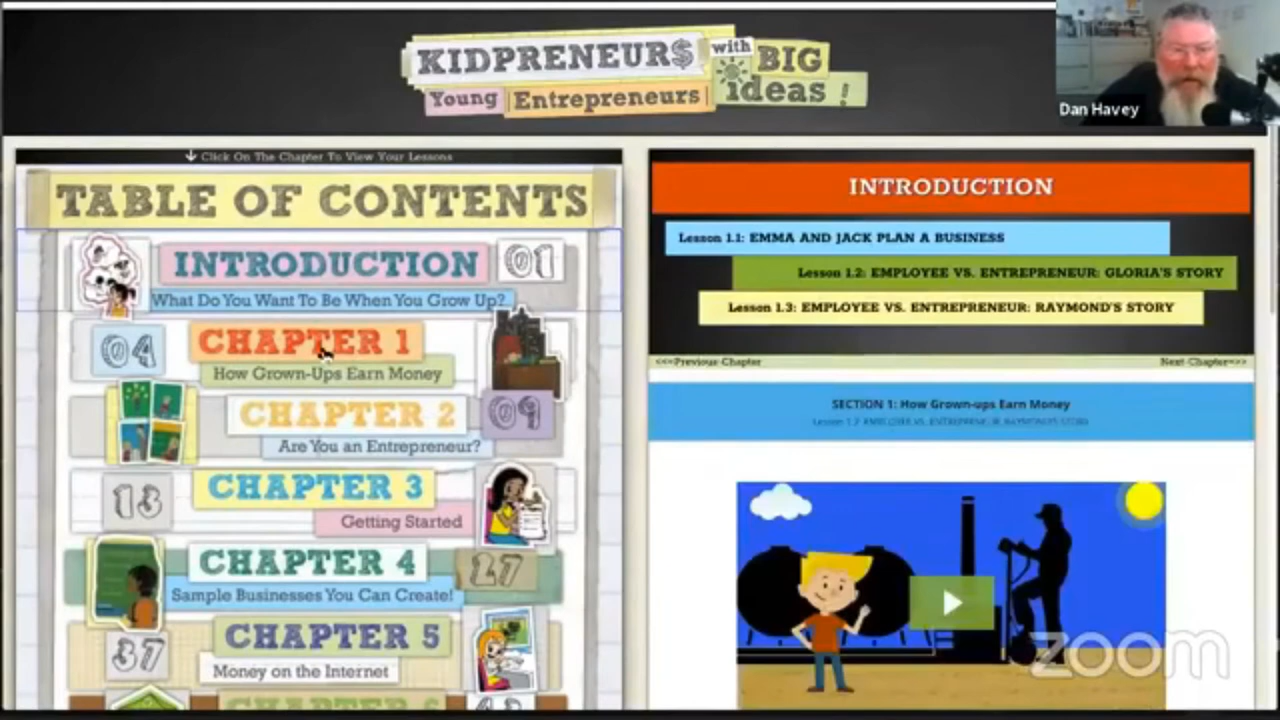 KIDPRENEUR$ with BIG
Young Entrepreneurs ideas!
Dan Havey
Click On The Chapter To View Your Lessons
TABLE OF CONTENTS
INTRODUCTION 01
What Do You Want To Be When You Grow Up?
04 CHAPTER 1
How Grown-Ups Earn Money
CHAPTER 2 09
Are You an Entrepreneur?
13 CHAPTER 3
Getting Started
CHAPTER 4 27
Sample Businesses You Can Create!
37 CHAPTER 5
Money on the Internet
CHAPTER 6
INTRODUCTION
Lesson 1.1: EMMA AND JACK PLAN A BUSINESS
Lesson 1.2: EMPLOYEE VS. ENTREPRENEUR: GLORIA'S STORY
Lesson 1.3: EMPLOYEE VS. ENTREPRENEUR: RAYMOND'S STORY
<<<Previous Chapter Next Chapter>>>
SECTION 1: How Grown-ups Earn Money
zoom